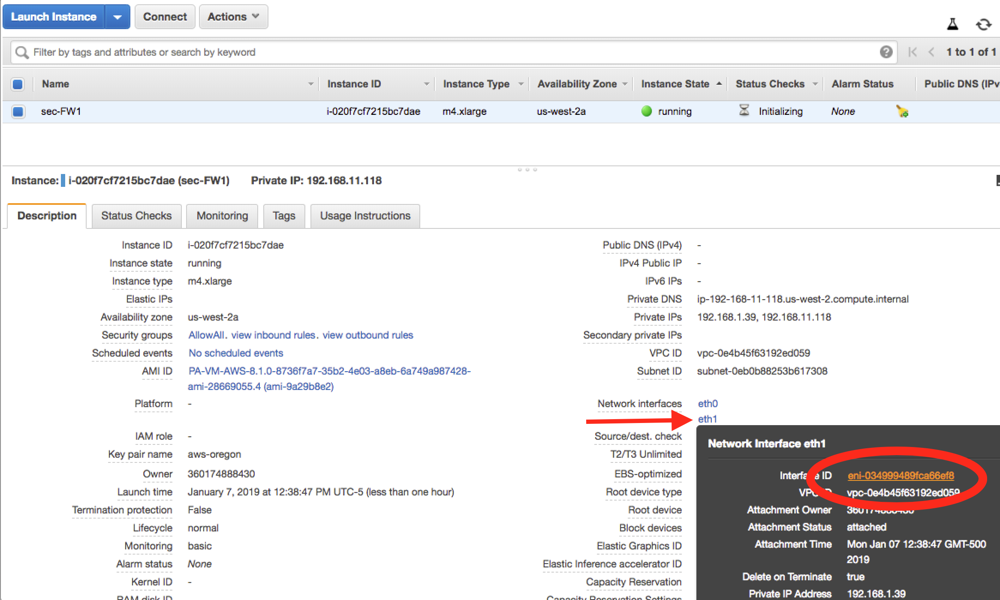 Launch Instance Connect Actions
Filter by tags and attributes or search by keyword 1 to 1 of 1
Name Instance ID Instance Type Availability Zone Instance State Status Checks Alarm Status Public DNS (IPv
sec-FW1 i-020f7cf7215bc7dae m4.xlarge us-west-2a running Initializing None
Instance: i-020f7cf7215bc7dae (sec-FW1) Private IP: 192.168.11.118
Description Status Checks Monitoring Tags Usage Instructions
Instance ID i-020f7cf7215bc7dae Public DNS (IPv4) -
Instance state running IPv4 Public IP -
Instance type m4.xlarge IPv6 IPs -
Elastic IPs Private DNS ip-192-168-11-118.us-west-2.compute.internal
Availability zone us-west-2a Private IPs 192.168.1.39, 192.168.11.118
Security groups AllowAll. view inbound rules. view outbound rules Secondary private IPs
Scheduled events No scheduled events VPC ID vpc-0e4b45f63192ed059
AMI ID PA-VM-AWS-8.1.0-8736f7a7-35b2-4e03-a8eb-6a749a987428- Subnet ID subnet-0eb0b88253b617308
ami-28669055.4 (ami-9a29b8e2)
Platform - Network interfaces eth0
eth1
IAM role - Source/dest. check Network Interface eth1
Key pair name aws-oregon T2/T3 Unlimited
Owner 360174888430 EBS-optimized Interface ID eni-034999489fca66ef8
Launch time January 7, 2019 at 12:38:47 PM UTC-5 (less than one hour) Root device type vpc-0e4b45f63192ed059
Termination protection False Root device Attachment Owner
Lifecycle normal Block devices Attachment Status attached
Monitoring basic Elastic Graphics ID Attachment Time Mon Jan 07 12:38:47 GMT-500
2019
Alarm status None Elastic Inference accelerator ID
Kernel ID - Capacity Reservation Delete on Terminate true
RAM disk ID Capacity Reservation Settings Private IP Address 192.168.1.39